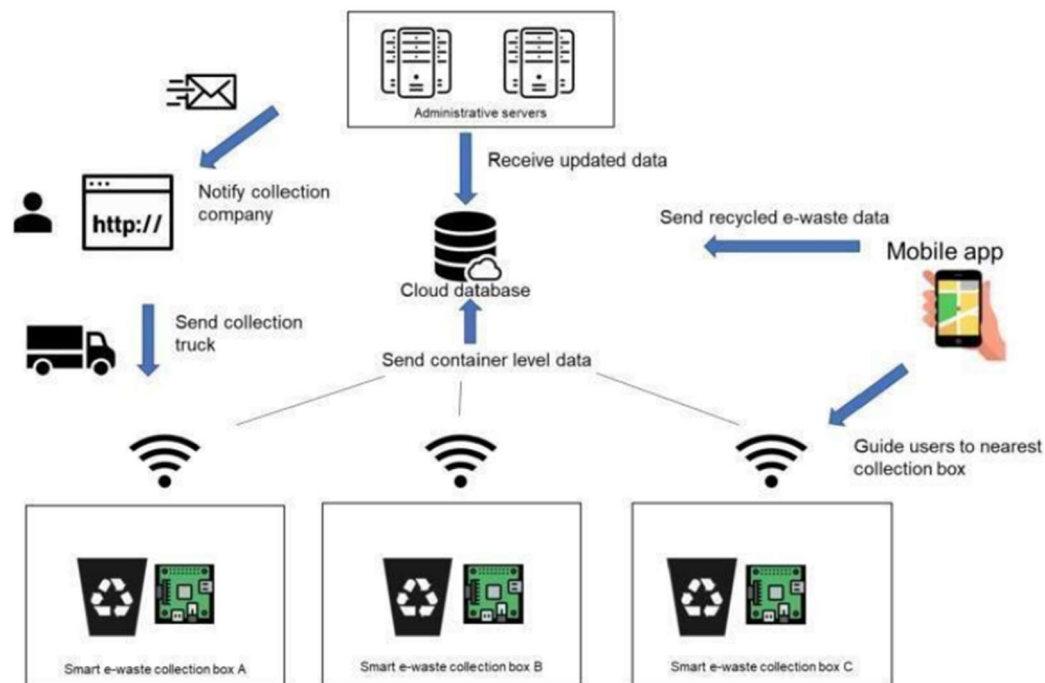 Administrative servers
Receive updated data
Notify collection
company
http://
Send recycled e-waste data
Mobile app
Cloud database
Send collection
truck
Send container level data
Guide users to nearest
collection box
Smart e-waste collection box A
Smart e-waste collection box B
Smart e-waste collection box C